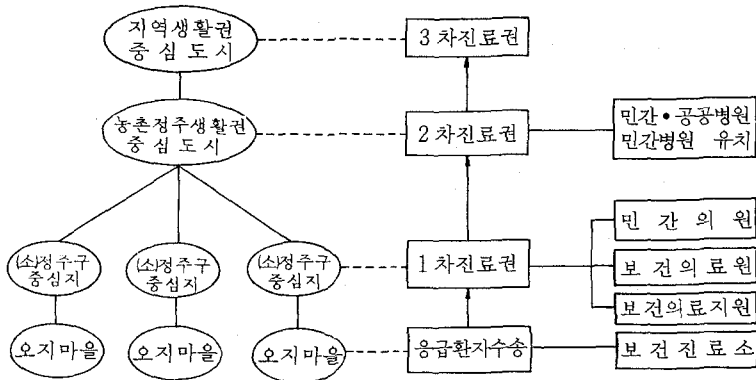 지역생활권
중 심 도 시
3 차진료권
농촌정주생활권
중 심 도시
2 차진료권
민간•공공병원
민간병원 유치
(소)정주구
중심지
(소)정주구
중심지
(소)정주구
중심지
1 차진료권
민 간 의 원
보 건 의 료 원
보건의료지원
오지마을
오지마을
오지마을
응급환자수송
보 건 진 료 소